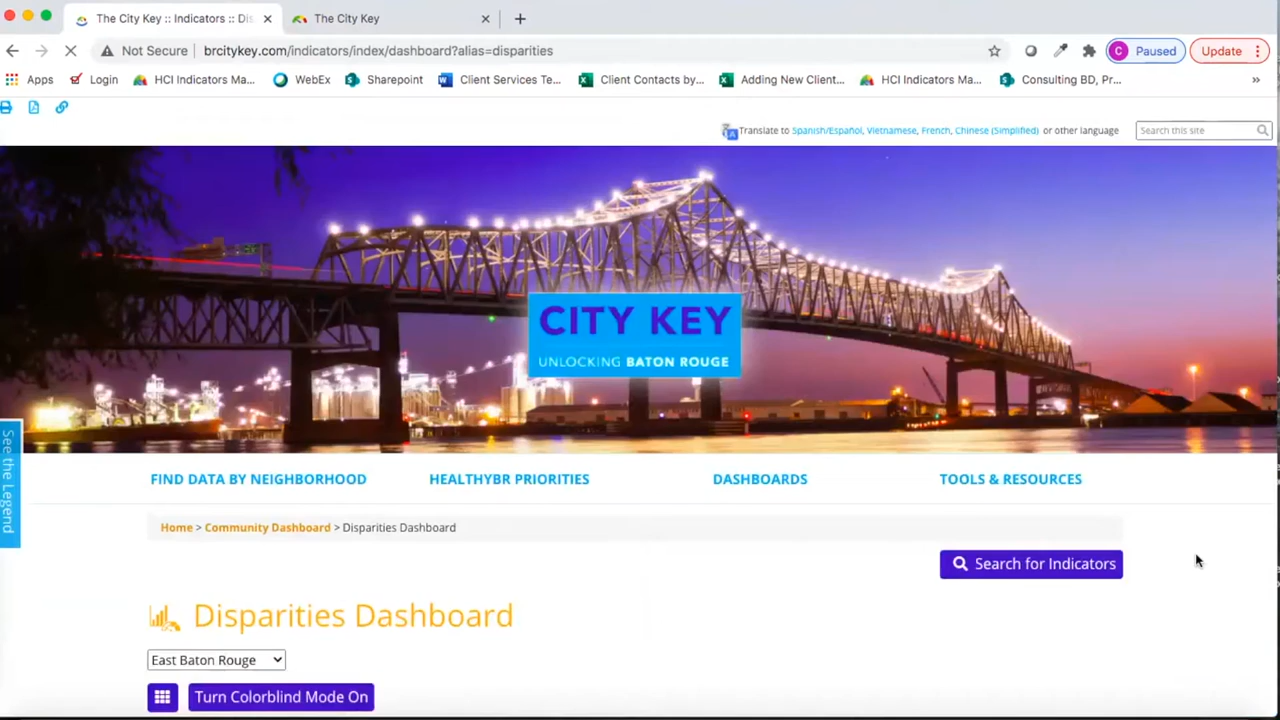 The City Key :: Indicators :: Dis
The City Key
Not Secure
brcitykey.com/indicators/index/dashboard?alias=disparities
C
Paused
Update
Apps
Login
HCI Indicators Ma...
WebEx
Sharepoint
Client Services Te...
Client Contacts by...
Adding New Client...
HCI Indicators Ma...
Consulting BD, Pr...
Translate to Spanish/Español, Vietnamese, French, Chinese (Simplified) or other language
Search this site
CITY KEY
UNLOCKING BATON ROUGE
See the Legend
FIND DATA BY NEIGHBORHOOD
HEALTHYBR PRIORITIES
DASHBOARDS
TOOLS & RESOURCES
Home > Community Dashboard > Disparities Dashboard
Search for Indicators
Disparities Dashboard
East Baton Rouge
Turn Colorblind Mode On